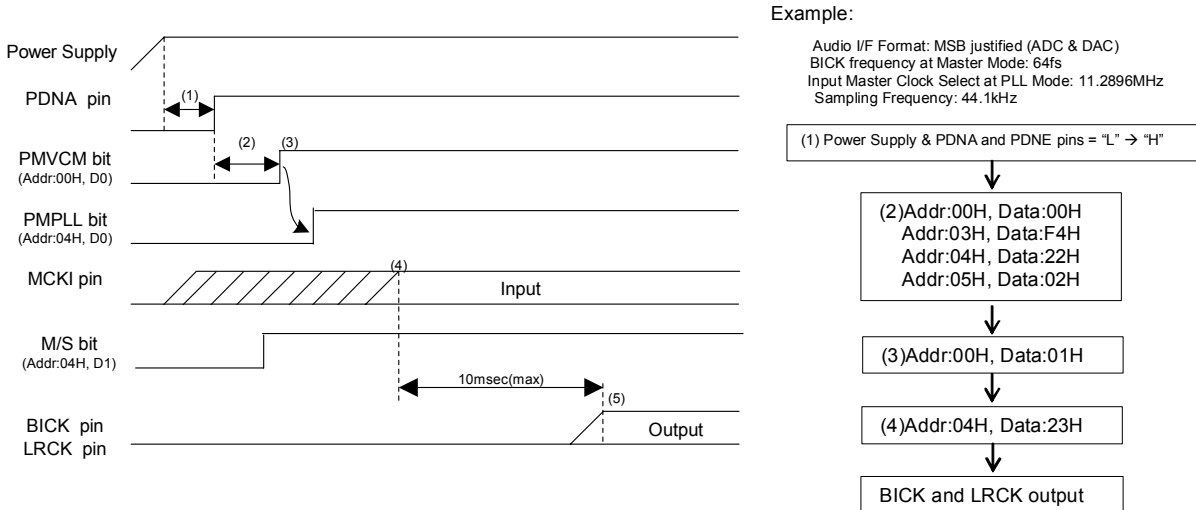 Power Supply
(1)
PDNA pin
(2)
(3)
PMVCM bit
(Addr:00H, D0)
PMPLL bit
(Addr:04H, D0)
(4)
MCKI pin
Input
M/S bit
(Addr:04H, D1)
10msec(max)
(5)
BICK pin
LRCK pin
Output
Example:
Audio I/F Format: MSB justified (ADC & DAC)
BICK frequency at Master Mode: 64fs
Input Master Clock Select at PLL Mode: 11.2896MHz
Sampling Frequency: 44.1kHz
(1) Power Supply & PDNA and PDNE pins = “L” → “H”
(2)Addr:00H, Data:00H
Addr:03H, Data:F4H
Addr:04H, Data:22H
Addr:05H, Data:02H
(3)Addr:00H, Data:01H
(4)Addr:04H, Data:23H
BICK and LRCK output